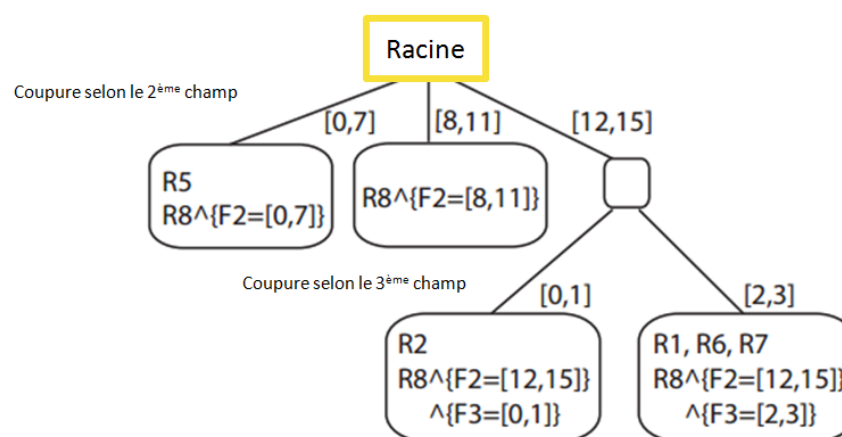 Racine
Coupure selon le 2ème champ
[0,7]
[8,11]
[12,15]
R5
R8^{F2=[0,7]}
R8^{F2=[8,11]}
Coupure selon le 3ème champ
[0,1]
[2,3]
R2
R8^{F2=[12,15]}
^{F3=[0,1]}
R1, R6, R7
R8^{F2=[12,15]}
^{F3=[2,3]}